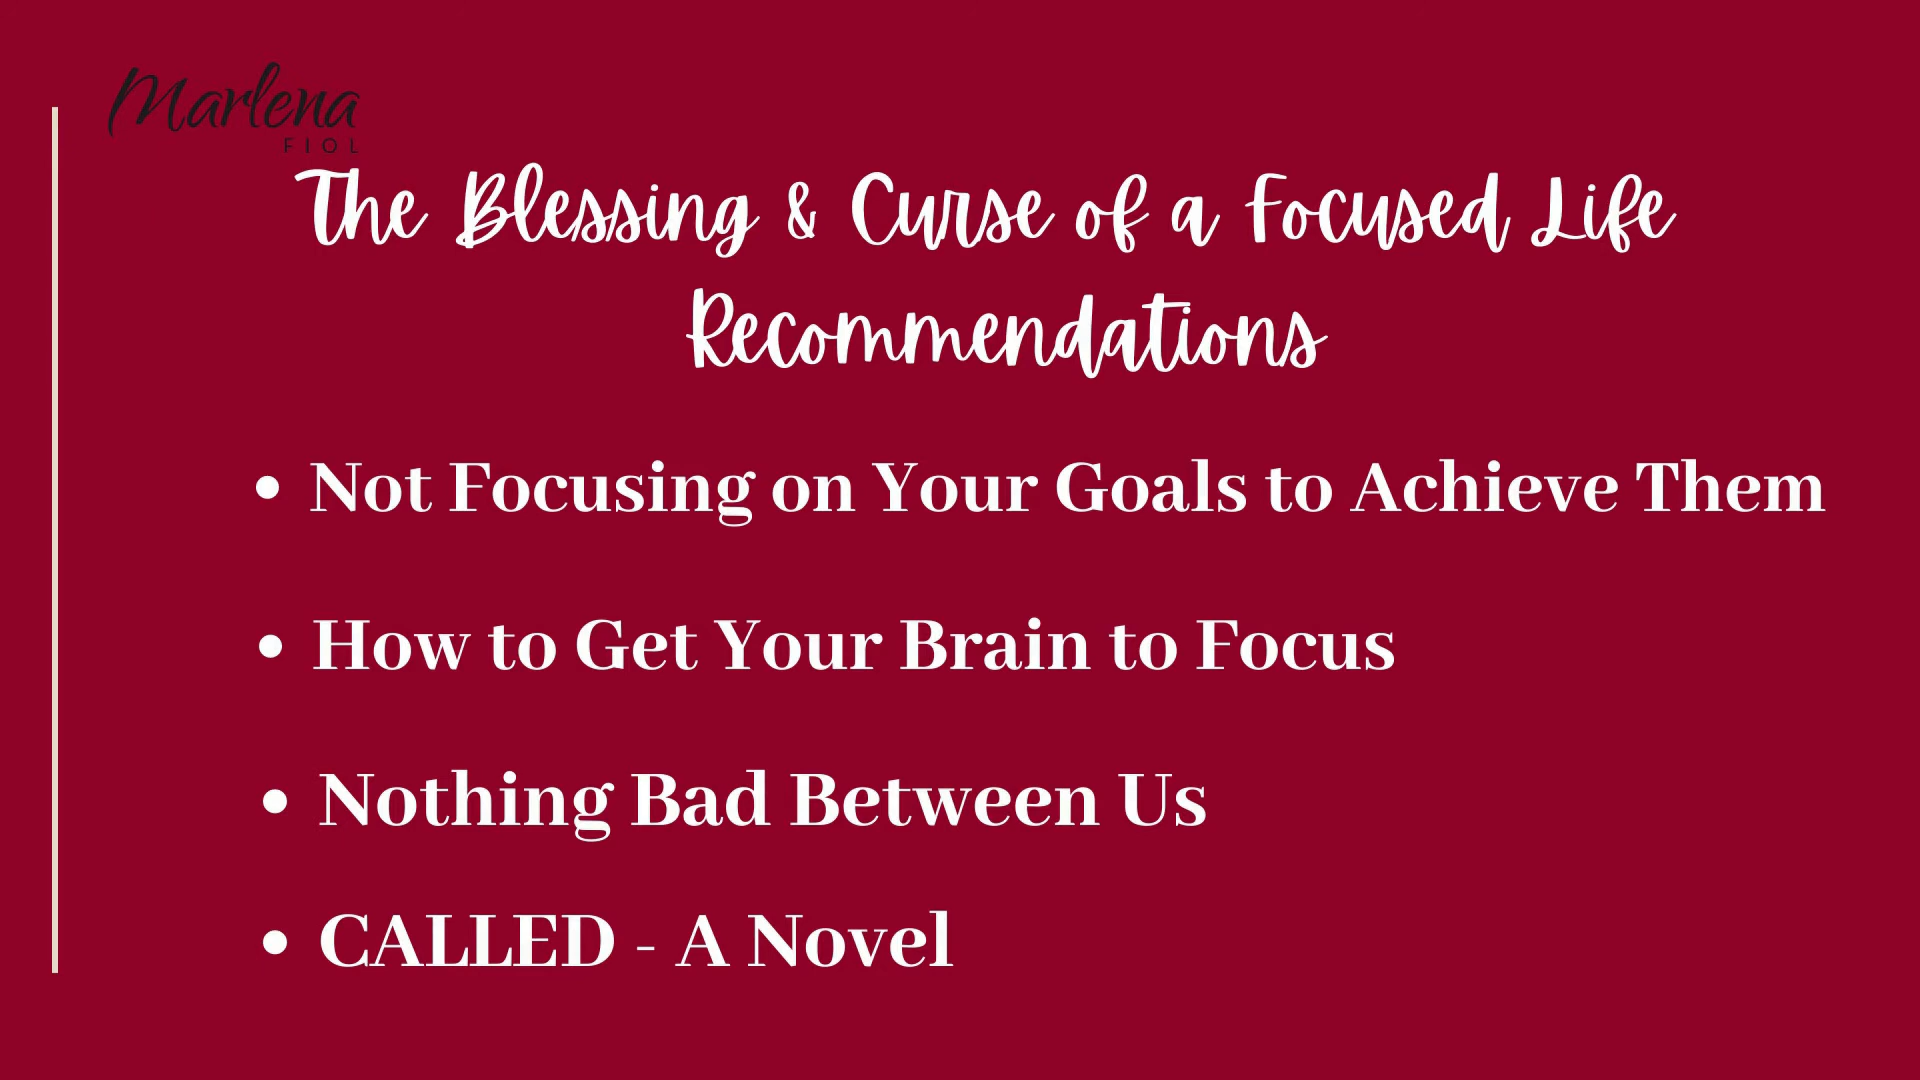 Marlena
FIOL
The Blessing & Curse of a Focused Life
Recommendations
• Not Focusing on Your Goals to Achieve Them
• How to Get Your Brain to Focus
• Nothing Bad Between Us
• CALLED - A Novel